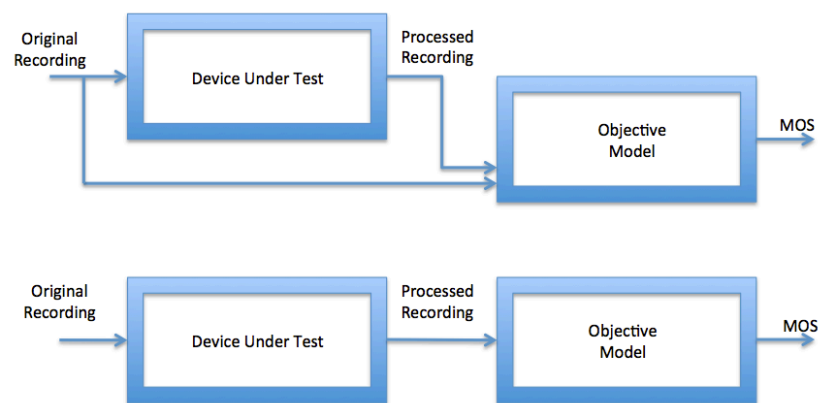 Original
Recording
Device Under Test
Processed
Recording
Objective
Model
MOS
Original
Recording
Device Under Test
Processed
Recording
Objective
Model
MOS